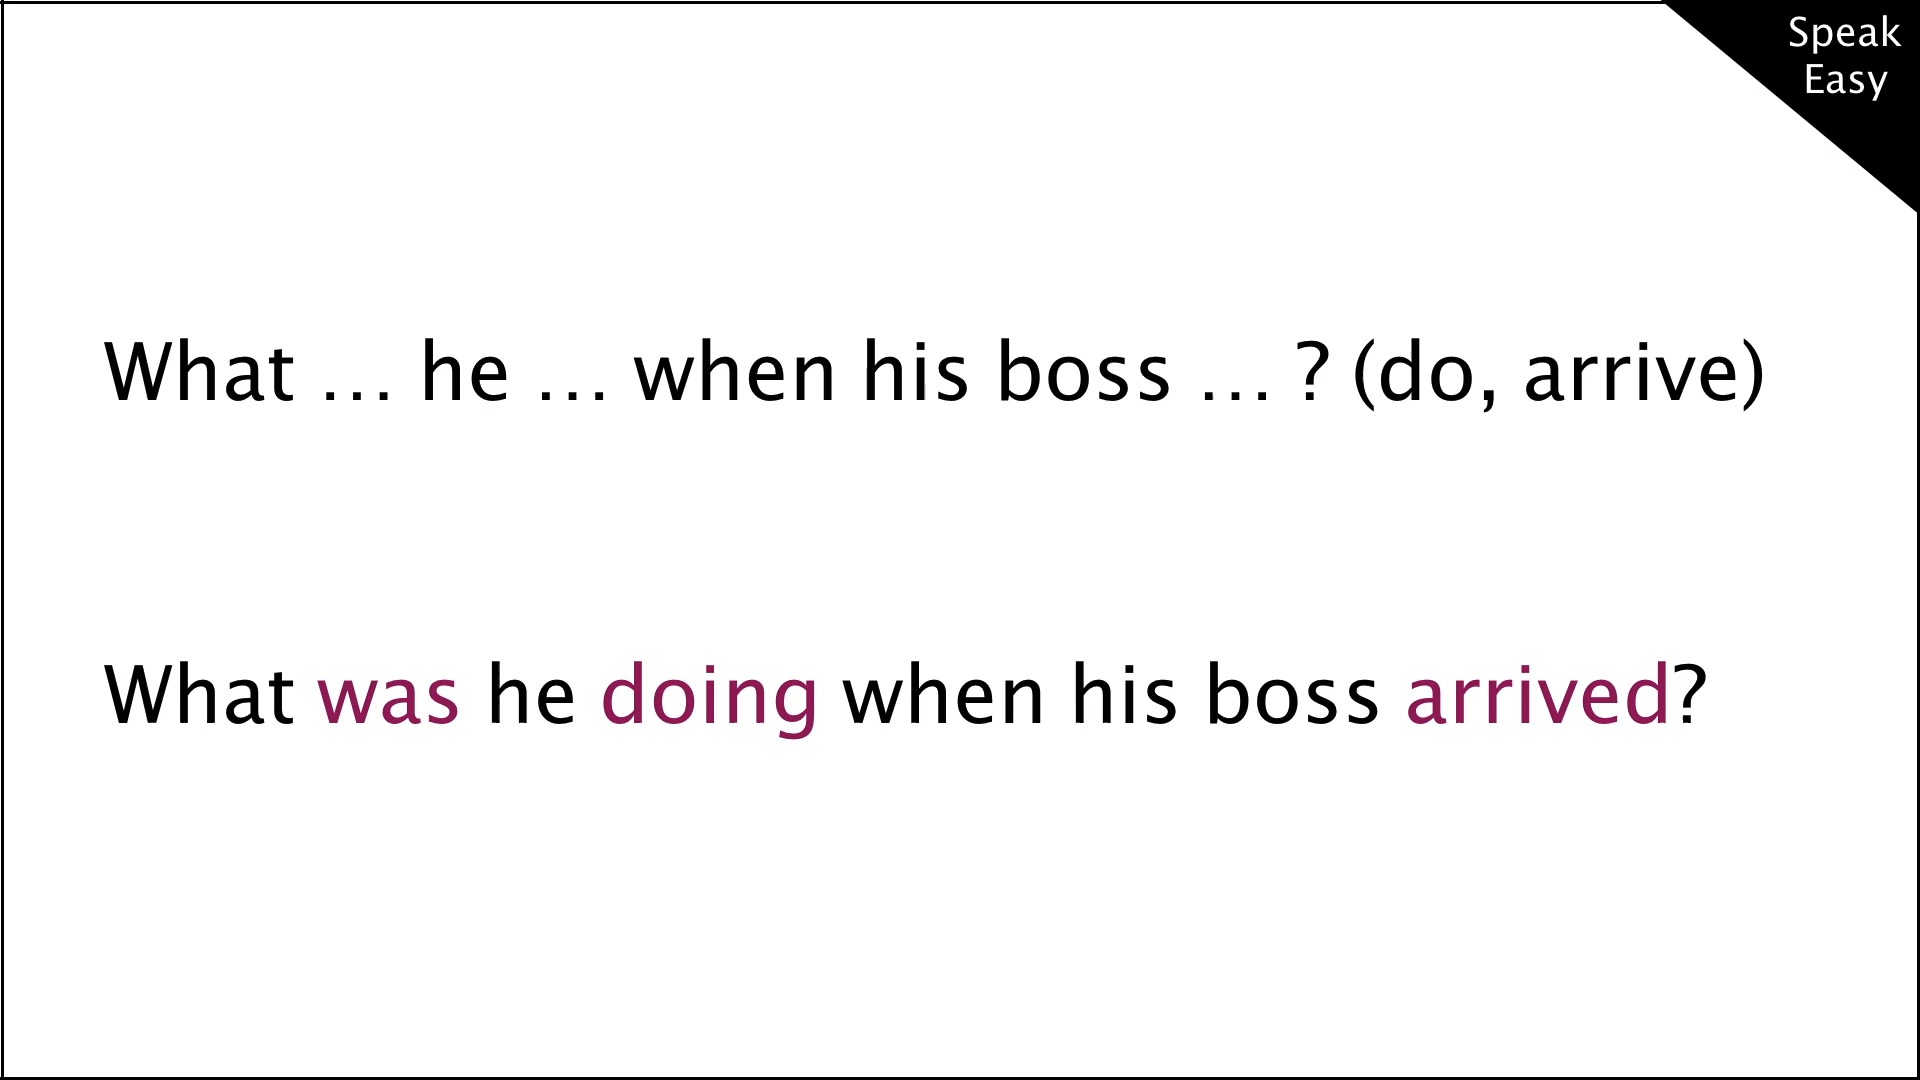 Speak
Easy
What … he … when his boss … ? (do, arrive)
What was he doing when his boss arrived?